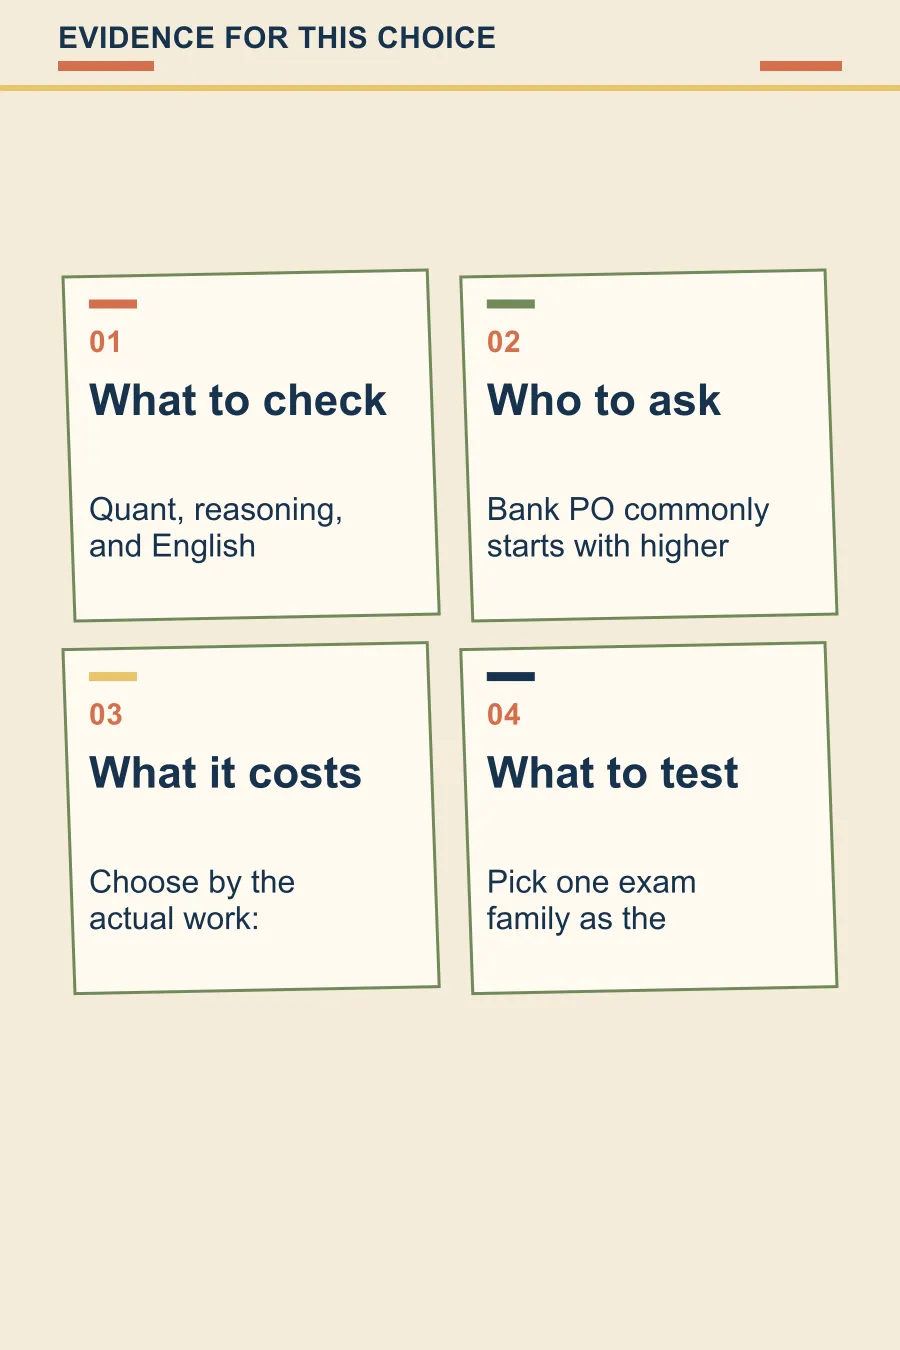 EVIDENCE FOR THIS CHOICE
01
What to check
Quant, reasoning,
and English
02
Who to ask
Bank PO commonly
starts with higher
03
What it costs
Choose by the
actual work:
04
What to test
Pick one exam
family as the